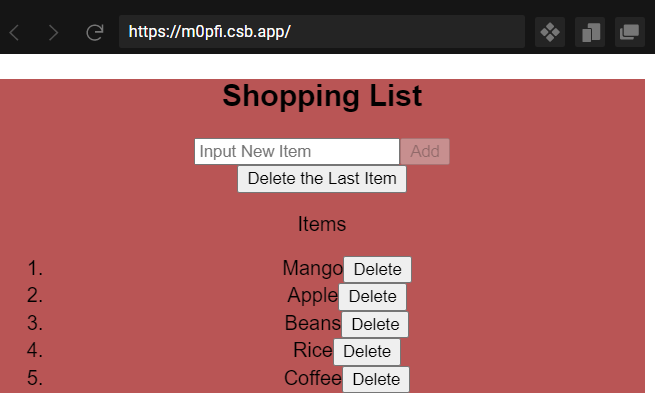 https://m0pfi.csb.app/
Shopping List
Input New Item Add
Delete the Last Item
Items
1. Mango Delete
2. Apple Delete
3. Beans Delete
4. Rice Delete
5. Coffee Delete